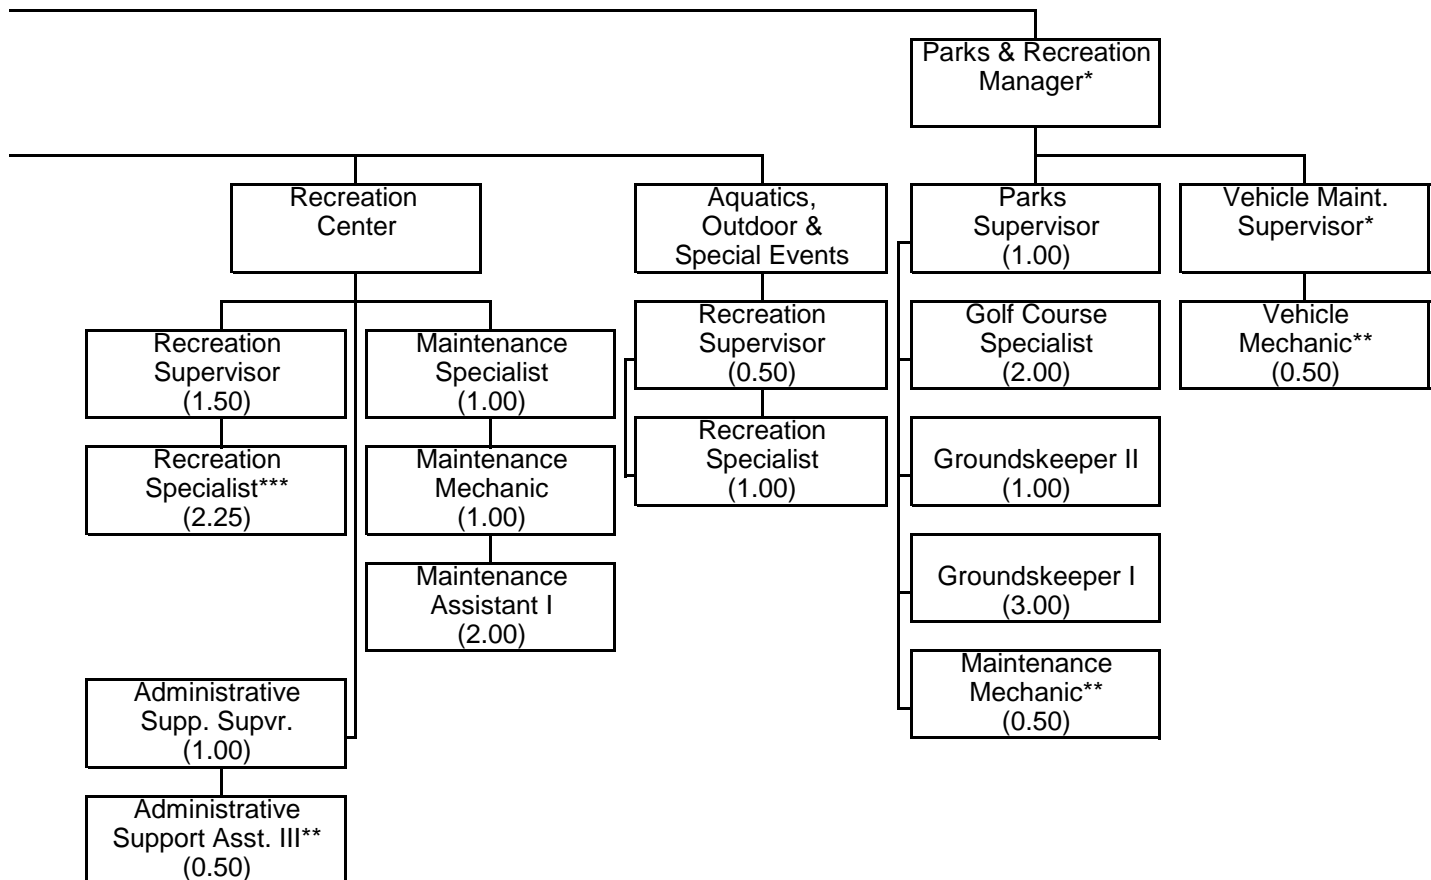 Parks & Recreation
Manager*
Recreation
Center
Aquatics,
Outdoor &
Special Events
Parks
Supervisor
(1.00)
Vehicle Maint.
Supervisor*
Recreation
Supervisor
(1.50)
Maintenance
Specialist
(1.00)
Recreation
Supervisor
(0.50)
Golf Course
Specialist
(2.00)
Vehicle
Mechanic**
(0.50)
Recreation
Specialist***
(2.25)
Maintenance
Mechanic
(1.00)
Recreation
Specialist
(1.00)
Groundskeeper II
(1.00)
Maintenance
Assistant I
(2.00)
Groundskeeper I
(3.00)
Administrative
Supp. Supvr.
(1.00)
Maintenance
Mechanic**
(0.50)
Administrative
Support Asst. III**
(0.50)